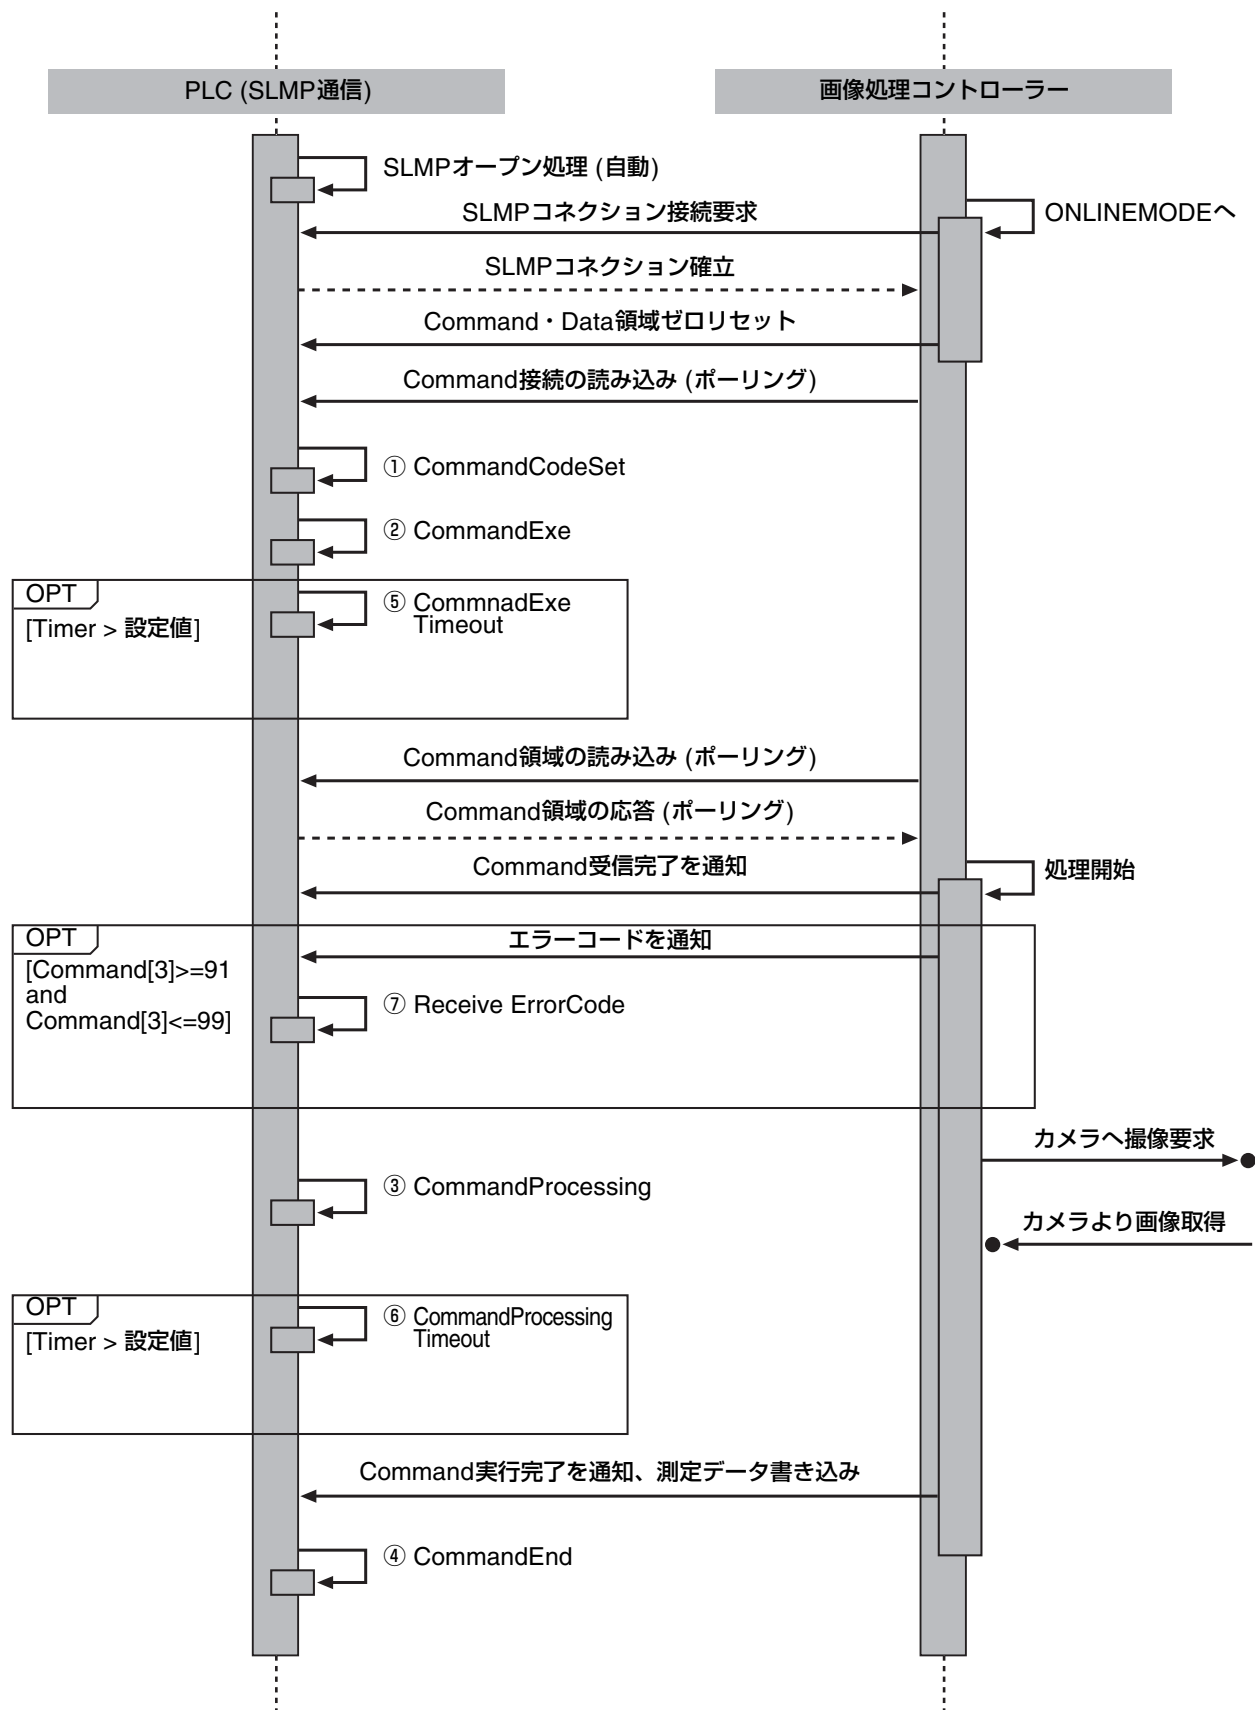 PLC (SLMP通信)
画像処理コントローラー
SLMPオープン処理 (自動)
SLMPコネクション接続要求
ONLINEMODEへ
SLMPコネクション確立
Command・Data領域ゼロリセット
Command接続の読み込み (ポーリング)
① CommandCodeSet
② CommandExe
OPT
[Timer > 設定値]
⑤ CommnadExe
Timeout
Command領域の読み込み (ポーリング)
Command領域の応答 (ポーリング)
Command受信完了を通知
処理開始
OPT
[Command[3]>=91
and
Command[3]<=99]
エラーコードを通知
⑦ Receive ErrorCode
カメラへ撮像要求
③ CommandProcessing
カメラより画像取得
OPT
[Timer > 設定値]
⑥ CommandProcessing
Timeout
Command実行完了を通知、測定データ書き込み
④ CommandEnd